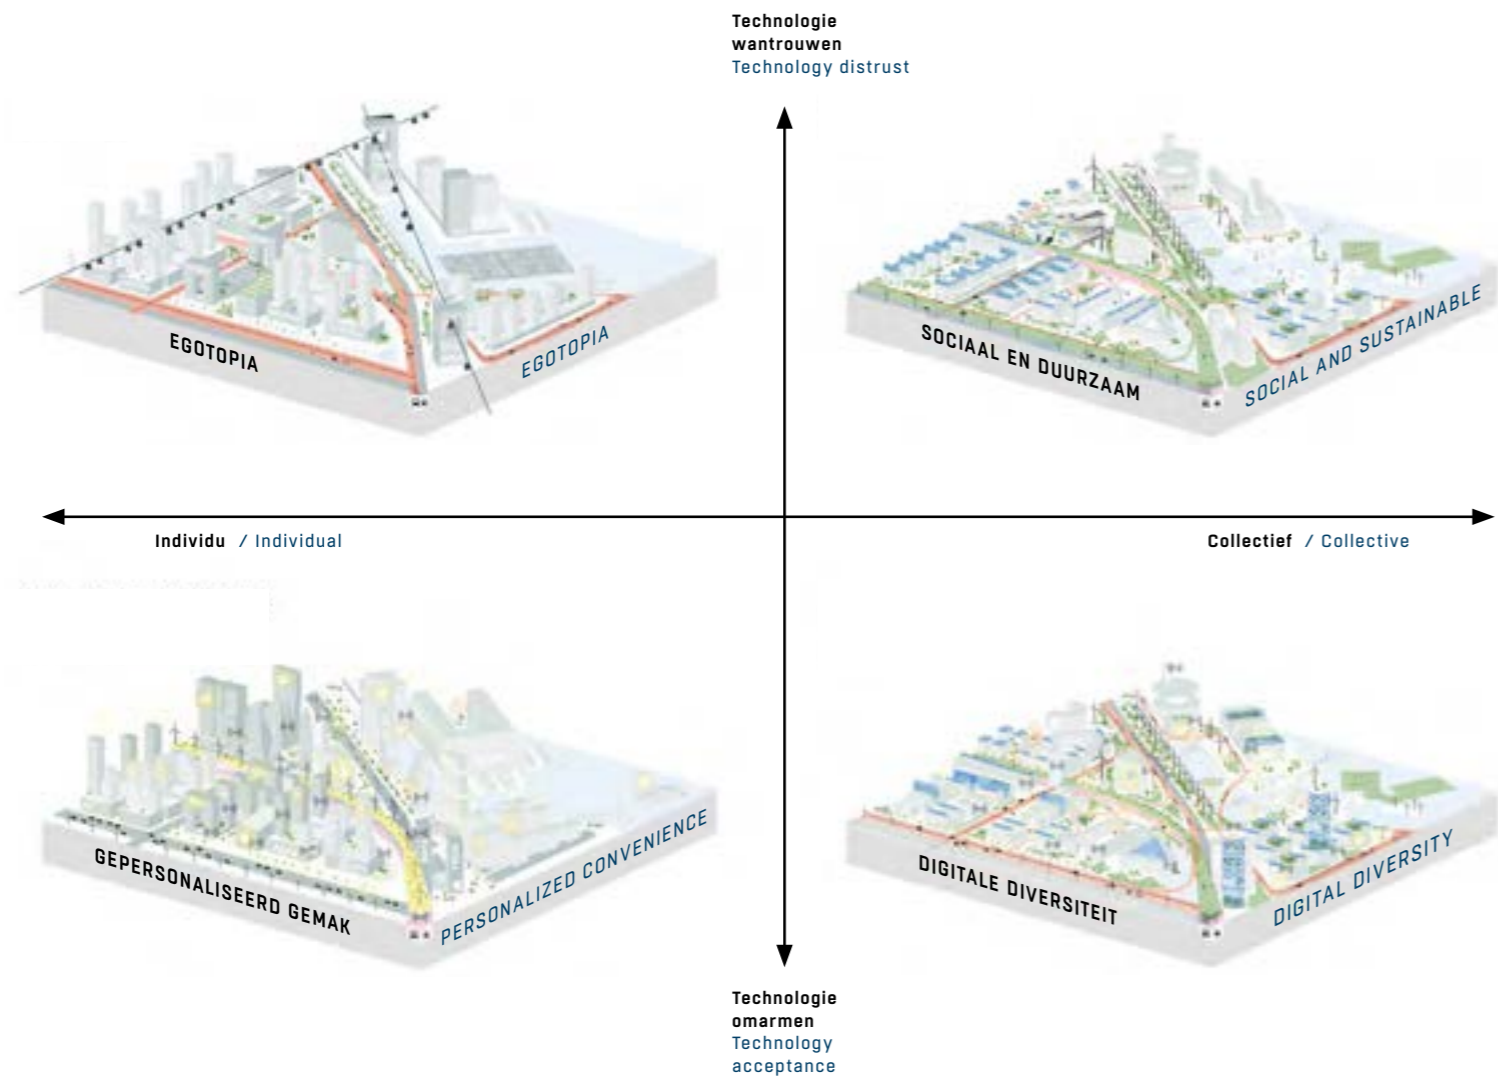 Technologie
wantrouwen
Technology distrust
EGOTOPIA
EGOTOPIA
SOCIAAL EN DUURZAAM
SOCIAL AND SUSTAINABLE
Individu / Individual
Collectief / Collective
GEPERSONALISEERD GEMAK
PERSONALIZED CONVENIENCE
DIGITALE DIVERSITEIT
DIGITAL DIVERSITY
Technologie
omarmen
Technology
acceptance